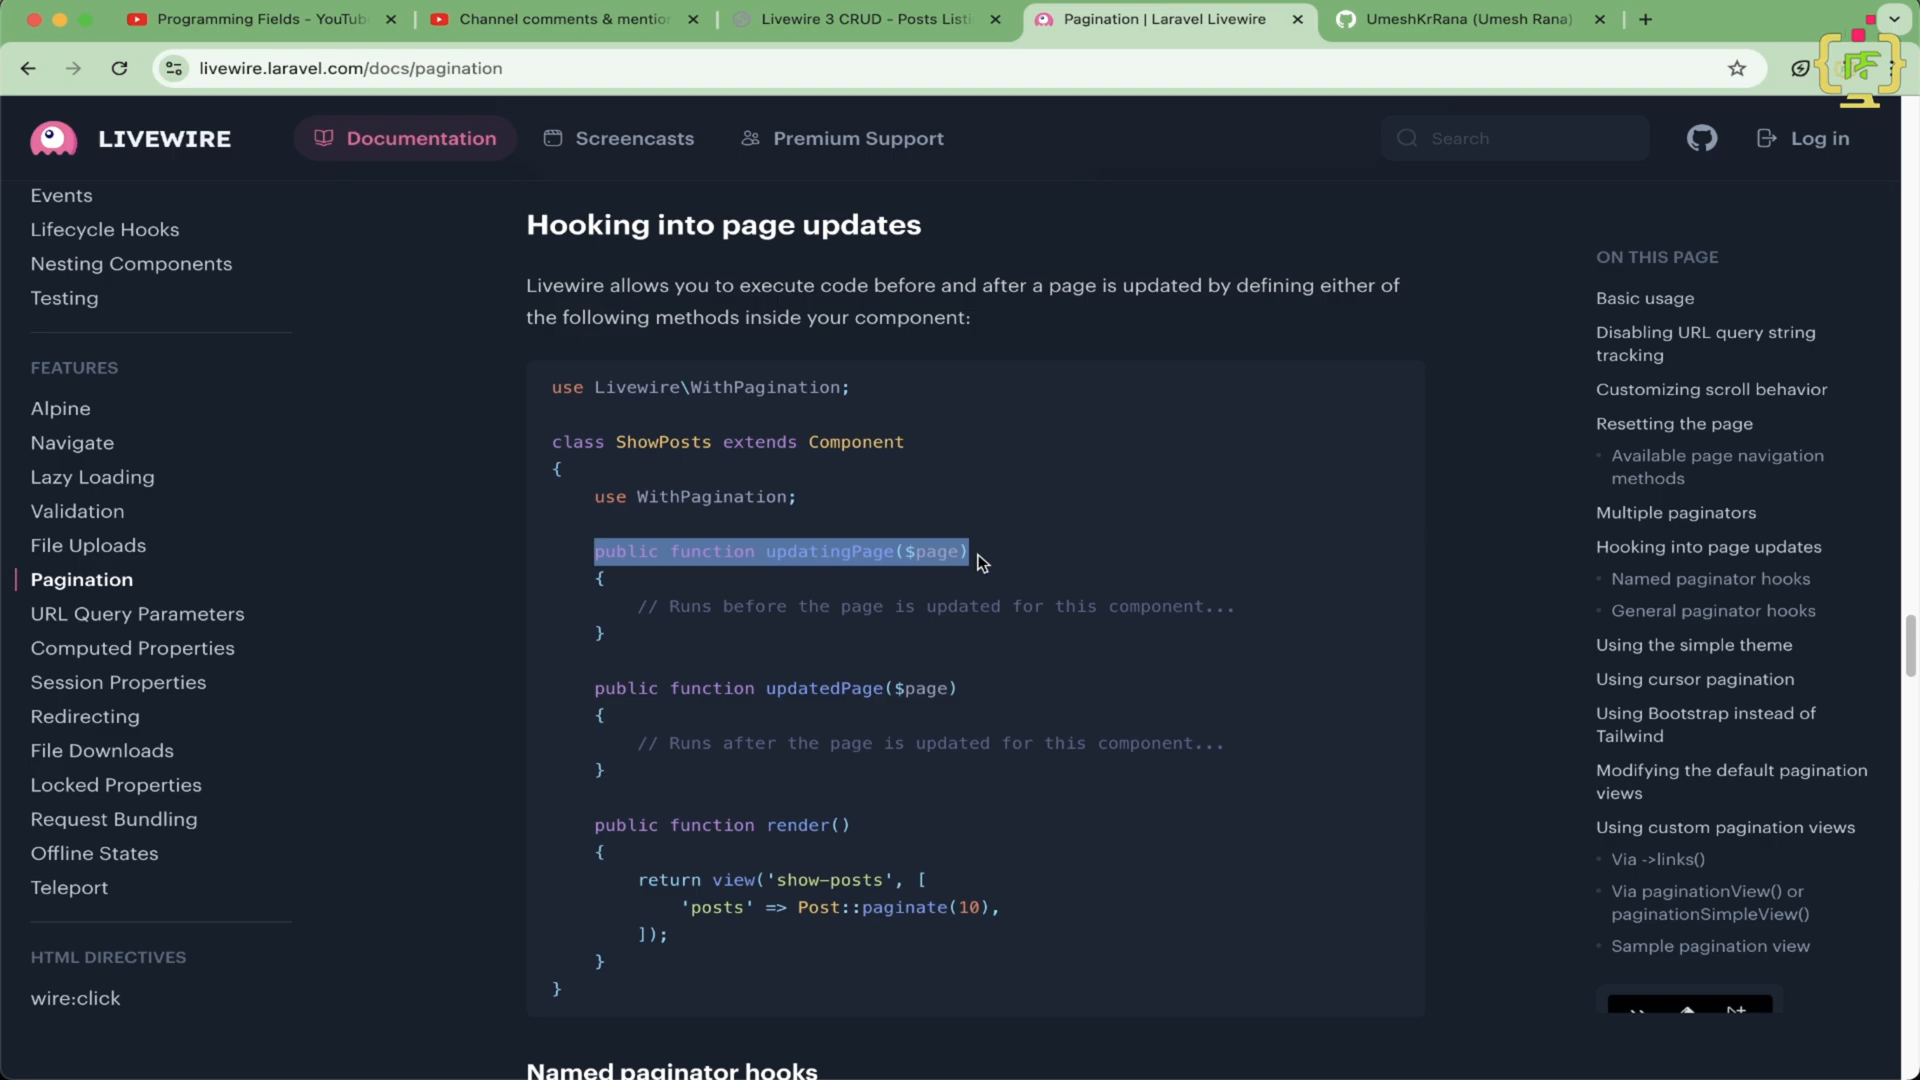 Programming Fields - YouTub
Channel comments & mention
Livewire 3 CRUD - Posts Listi
Pagination | Laravel Livewire
UmeshKrRana (Umesh Rana)
livewire.laravel.com/docs/pagination
LIVEWIRE
Documentation
Screencasts
Premium Support
Search
Log in
Events
Lifecycle Hooks
Nesting Components
Testing
FEATURES
Alpine
Navigate
Lazy Loading
Validation
File Uploads
Pagination
URL Query Parameters
Computed Properties
Session Properties
Redirecting
File Downloads
Locked Properties
Request Bundling
Offline States
Teleport
HTML DIRECTIVES
wire:click
Hooking into page updates
Livewire allows you to execute code before and after a page is updated by defining either of
the following methods inside your component:
use Livewire\WithPagination;
class ShowPosts extends Component
{
use WithPagination;
public function updatingPage($page)
{
// Runs before the page is updated for this component...
}
public function updatedPage($page)
{
// Runs after the page is updated for this component...
}
public function render()
{
return view('show-posts', [
'posts' => Post::paginate(10),
]);
}
}
Named paginator hooks
ON THIS PAGE
Basic usage
Disabling URL query string
tracking
Customizing scroll behavior
Resetting the page
Available page navigation
methods
Multiple paginators
Hooking into page updates
Named paginator hooks
General paginator hooks
Using the simple theme
Using cursor pagination
Using Bootstrap instead of
Tailwind
Modifying the default pagination
views
Using custom pagination views
Via ->links()
Via paginationView() or
paginationSimpleView()
Sample pagination view